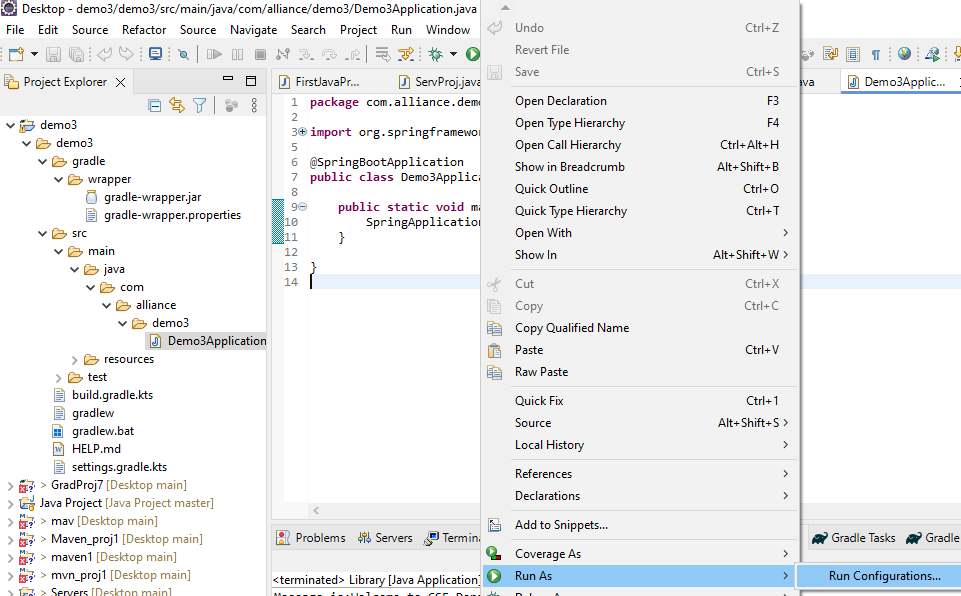 Desktop - demo3/demo3/src/main/java/com/alliance/demo3/Demo3Application.java
File Edit Source Refactor Source Navigate Search Project Run Window
Project Explorer
demo3
demo3
gradle
wrapper
gradle-wrapper.jar
gradle-wrapper.properties
src
main
java
com
alliance
demo3
Demo3Application
resources
test
build.gradle.kts
gradlew
gradlew.bat
HELP.md
settings.gradle.kts
> GradProj7 [Desktop main]
Java Project [Java Project master]
> mav [Desktop main]
> Maven_proj1 [Desktop main]
> maven1 [Desktop main]
> mvn_proj1 [Desktop main]
> Servers [Desktop main]
FirstJavaPr... ServProj.java
ava Demo3Applic...
1 package com.alliance.demo
2
3 import org.springframewor
5
6 @SpringBootApplication
7 public class Demo3Applica
8
9 public static void ma
10 SpringApplication
11 }
12
13 }
14
Problems Servers Termina
Gradle Tasks Gradle
<terminated> Library [Java Application]
Undo Ctrl+Z
Revert File
Save Ctrl+S
Open Declaration F3
Open Type Hierarchy F4
Open Call Hierarchy Ctrl+Alt+H
Show in Breadcrumb Alt+Shift+B
Quick Outline Ctrl+O
Quick Type Hierarchy Ctrl+T
Open With
Show In Alt+Shift+W
Cut Ctrl+X
Copy Ctrl+C
Copy Qualified Name
Paste Ctrl+V
Raw Paste
Quick Fix Ctrl+1
Source Alt+Shift+S
Local History
References
Declarations
Add to Snippets...
Coverage As
Run As
Run Configurations...